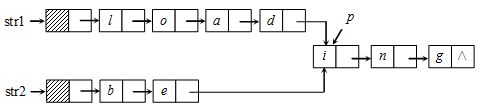 p
str1 l o a d
i n g ∧
str2 b e